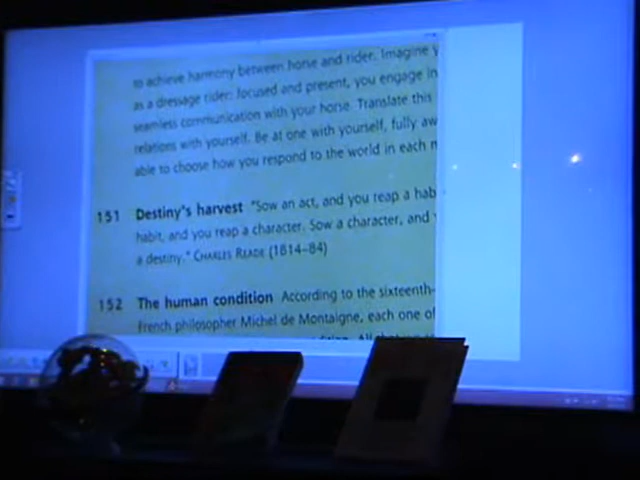 to achieve harmony between horse and rider. Imagine y
as a dressage rider: focused and present, you engage in
seamless communication with your horse. Translate this
relations with yourself. Be at one with yourself, fully aw
able to choose how you respond to the world in each m
151 Destiny's harvest "Sow an act, and you reap a hab
habit, and you reap a character. Sow a character, and
a destiny." CHARLES READE (1814–84)
152 The human condition According to the sixteenth-
French philosopher Michel de Montaigne, each one of